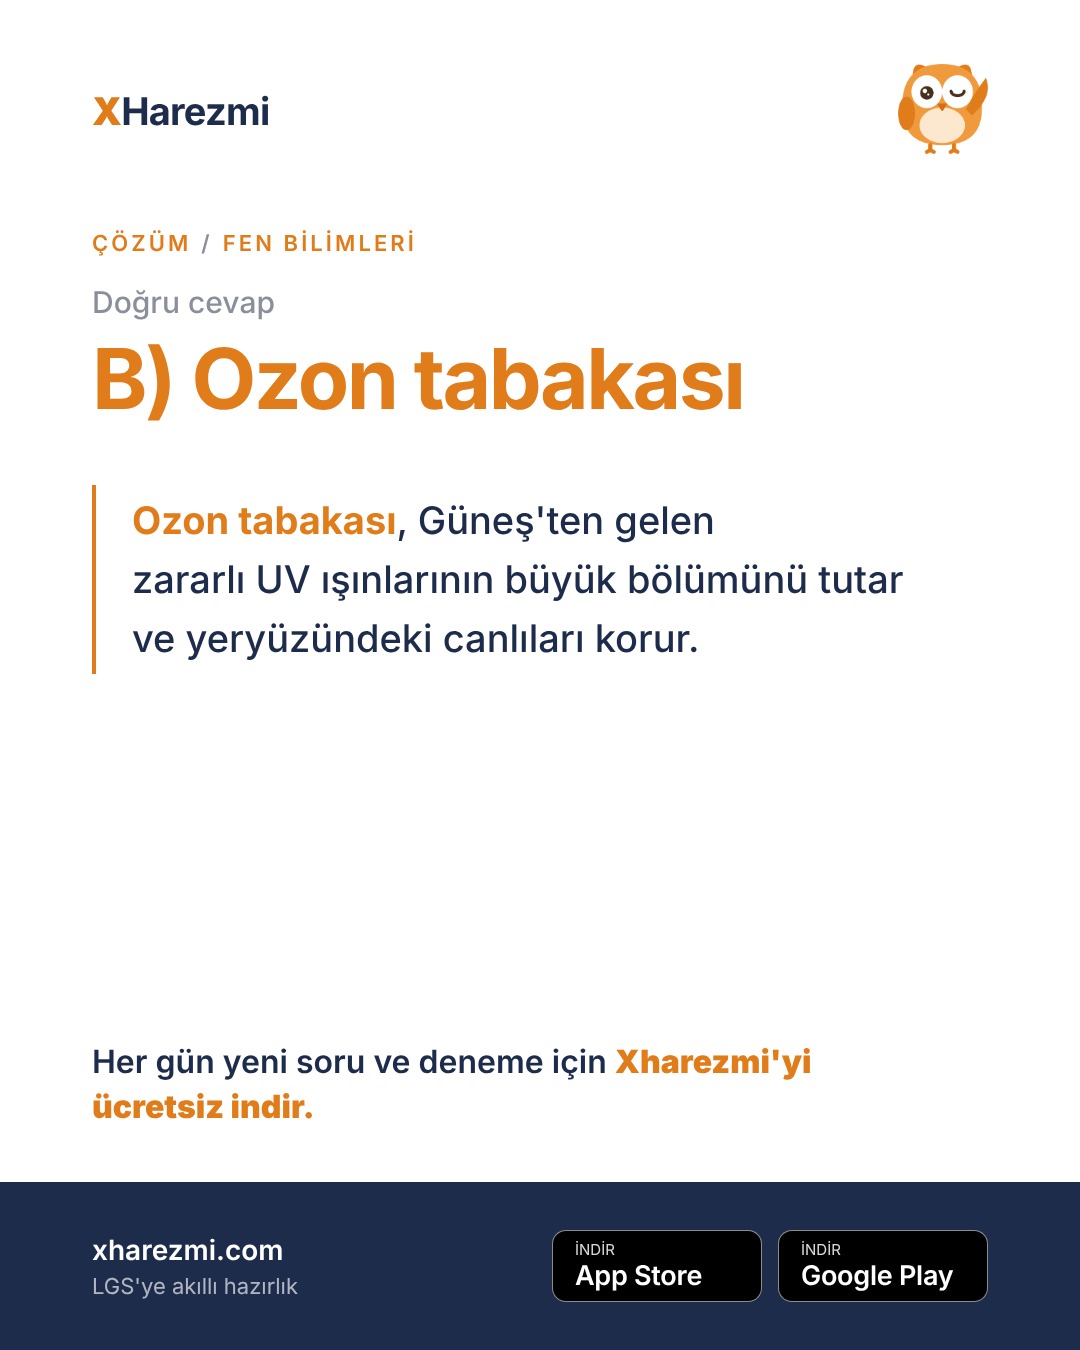 XHarezmi
ÇÖZÜM / FEN BİLİMLERİ
Doğru cevap
B) Ozon tabakası
Ozon tabakası, Güneş'ten gelen
zararlı UV ışınlarının büyük bölümünü tutar
ve yeryüzündeki canlıları korur.
Her gün yeni soru ve deneme için Xharezmi'yi
ücretsiz indir.
xharezmi.com
LGS'ye akıllı hazırlık
İNDİR
App Store
İNDİR
Google Play